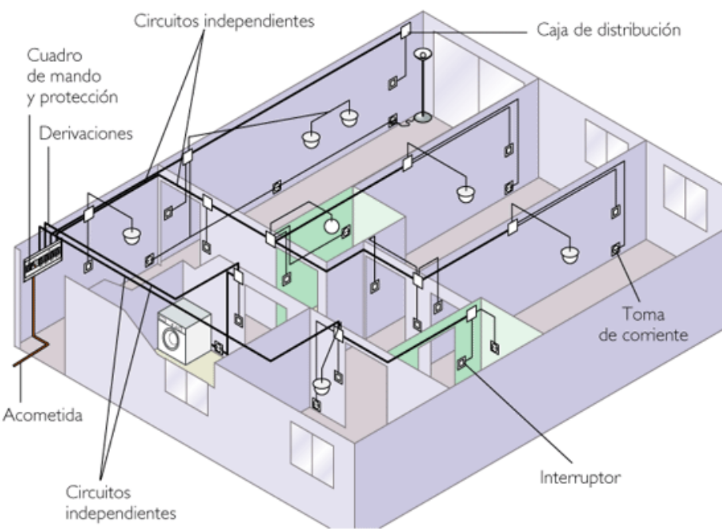 Circuitos independientes
Caja de distribución
Cuadro
de mando
y protección
Derivaciones
Toma
de corriente
Acometida
Interruptor
Circuitos
independientes